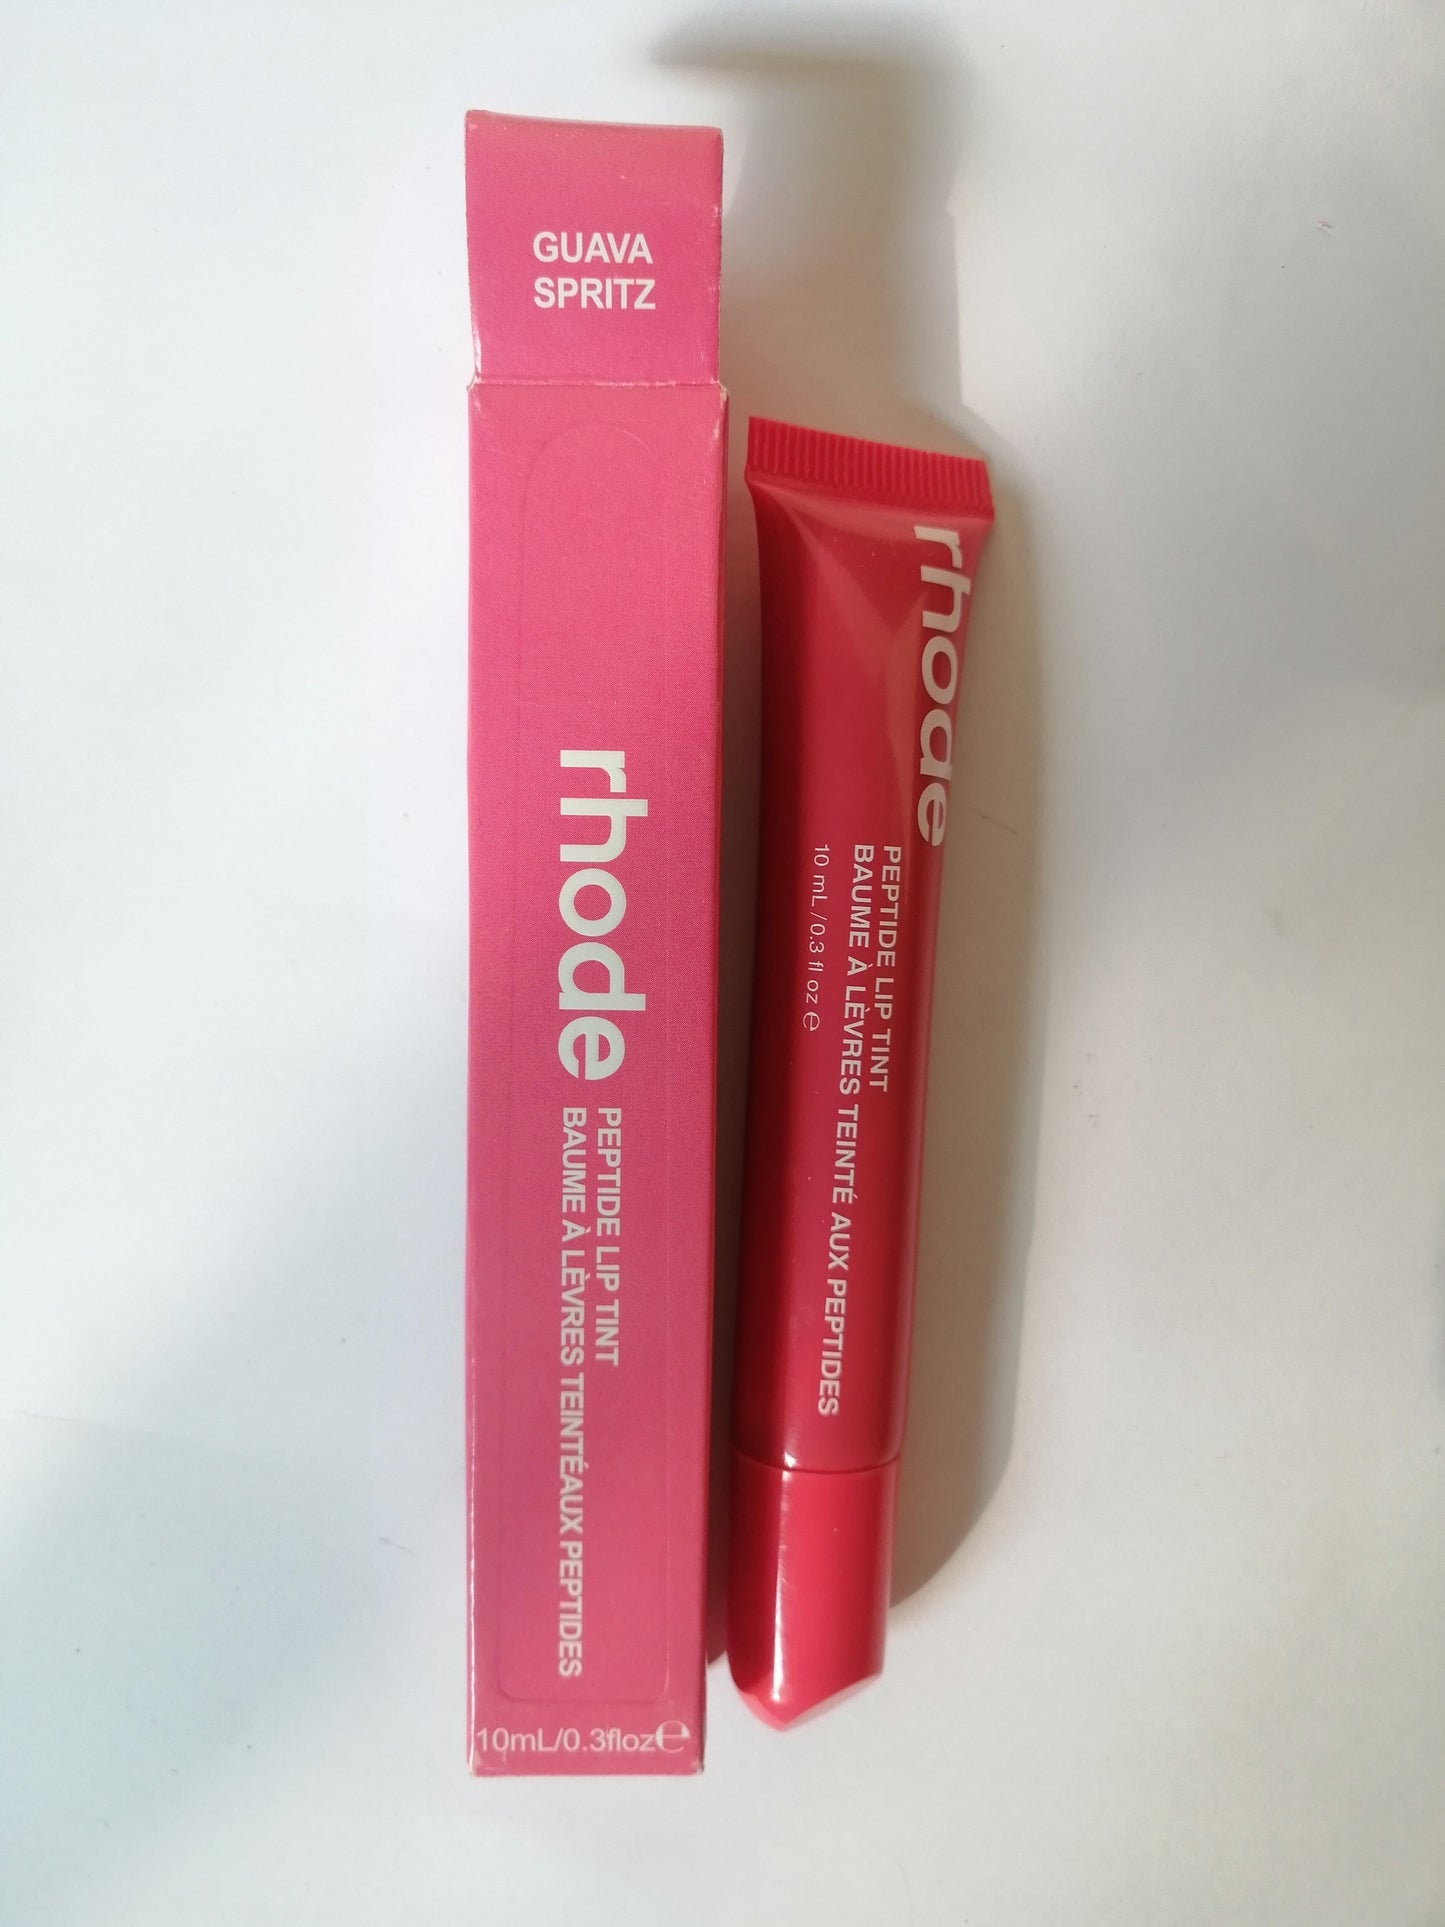 GUAVA
SPRITZ
rhode
PEPTIDE LIP TINT
BAUME À LÈVRES TEINTÉAUX PEPTIDES
10mL/0.3floz℮
rhode
PEPTIDE LIP TINT
BAUME À LÈVRES TEINTÉ AUX PEPTIDES
10 mL/0.3 fl oz ℮